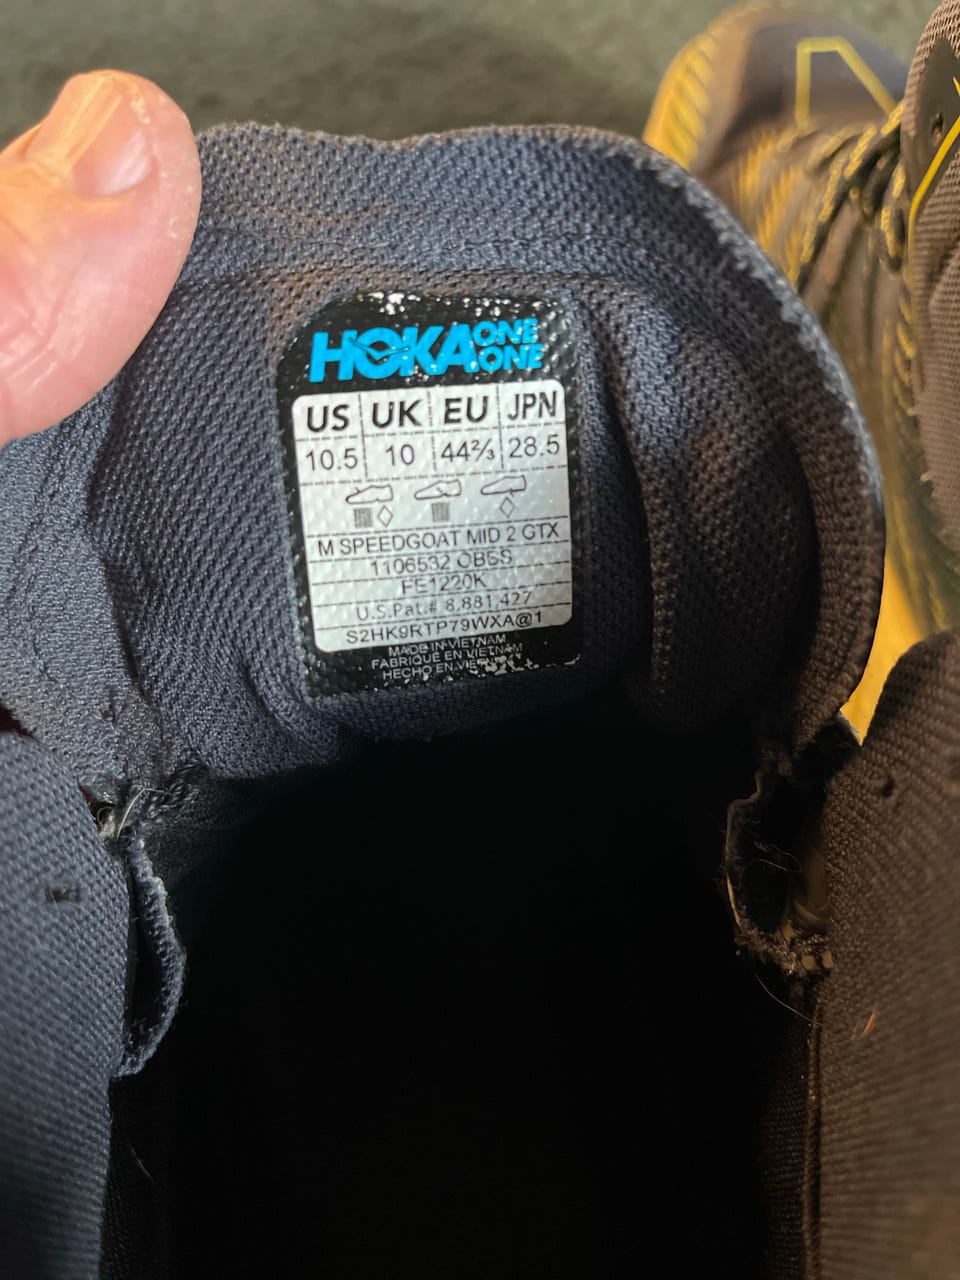 HOKA ONE ONE
US UK EU JPN
10.5 10 44⅔ 28.5
M SPEEDGOAT MID 2 GTX
1106532 OBSS
FE1220K
U.S.Pat.# 8,881,427
S2HK9RTP79WXA@1
MADE IN VIETNAM
FABRIQUÉ EN VIETNAM
HECHO EN VIETNAM